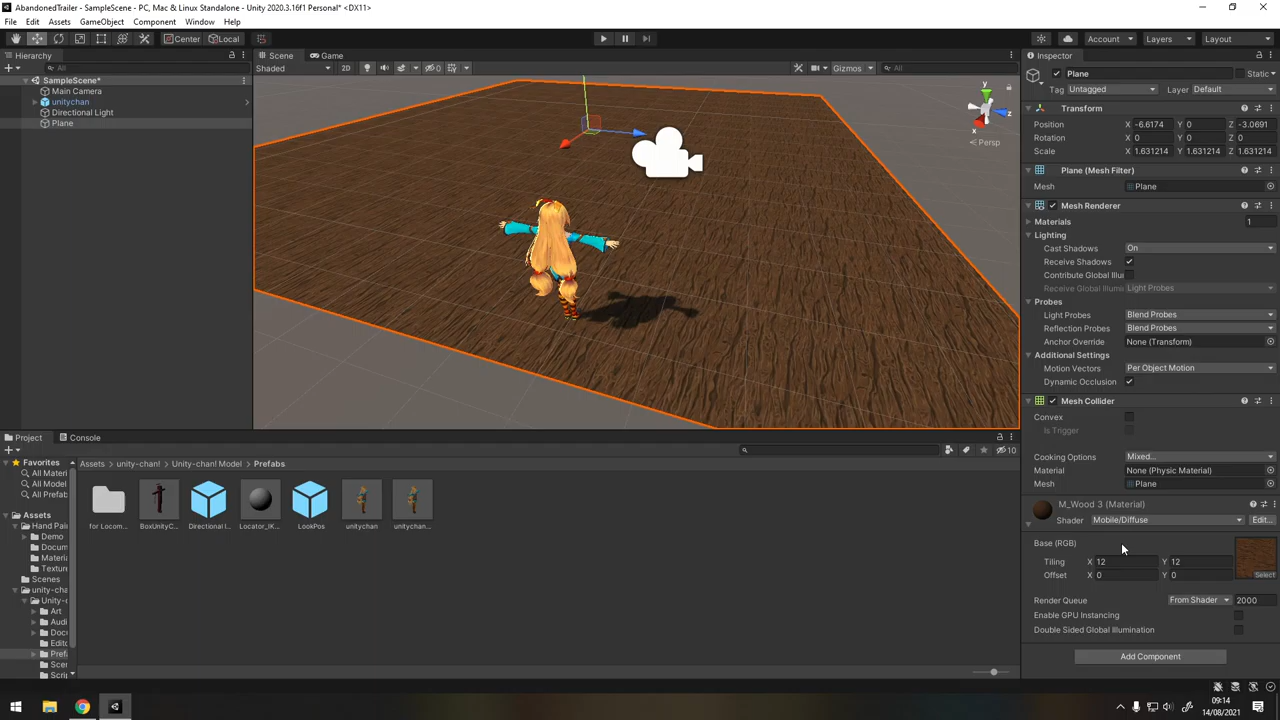 AbandonedTrailer - SampleScene - PC, Mac & Linux Standalone - Unity 2020.3.16f1 Personal* <DX11>
File Edit Assets GameObject Component Window Help
Center Local Account Layers Layout
Hierarchy Scene Game Inspector
All Shaded 2D 0 Gizmos All Plane Static
SampleScene* Tag Untagged Layer Default
Main Camera
unitychan Transform
Directional Light Position X -6.6174 Y 0 Z -3.0691
Plane Rotation X 0 Y 0 Z 0
Scale X 1.631214 Y 1.631214 Z 1.631214
y z x
Persp
Plane (Mesh Filter)
Mesh Plane
Mesh Renderer
Materials 1
Lighting
Cast Shadows On
Receive Shadows
Contribute Global Illun
Receive Global Illumi Light Probes
Probes
Light Probes Blend Probes
Reflection Probes Blend Probes
Anchor Override None (Transform)
Additional Settings
Motion Vectors Per Object Motion
Dynamic Occlusion
Mesh Collider
Convex
Is Trigger
Cooking Options Mixed...
Material None (Physic Material)
Mesh Plane
M_Wood 3 (Material)
Shader Mobile/Diffuse Edit...
Base (RGB)
Tiling X 12 Y 12
Offset X 0 Y 0
Select
Render Queue From Shader 2000
Enable GPU Instancing
Double Sided Global Illumination
Add Component
Project Console
10
Favorites
All Materi
All Model
All Prefab
Assets
Hand Pain
Demo
Docum
Materia
Texture
Scenes
unity-cha
Unity-c
Art
Audi
Docu
Edito
Prefa
Scen
Scrip
Assets > unity-chan! > Unity-chan! Model > Prefabs
for Locom... BoxUnityC... Directional l... Locator_IK... LookPos unitychan unitychan...
09:14
14/08/2021